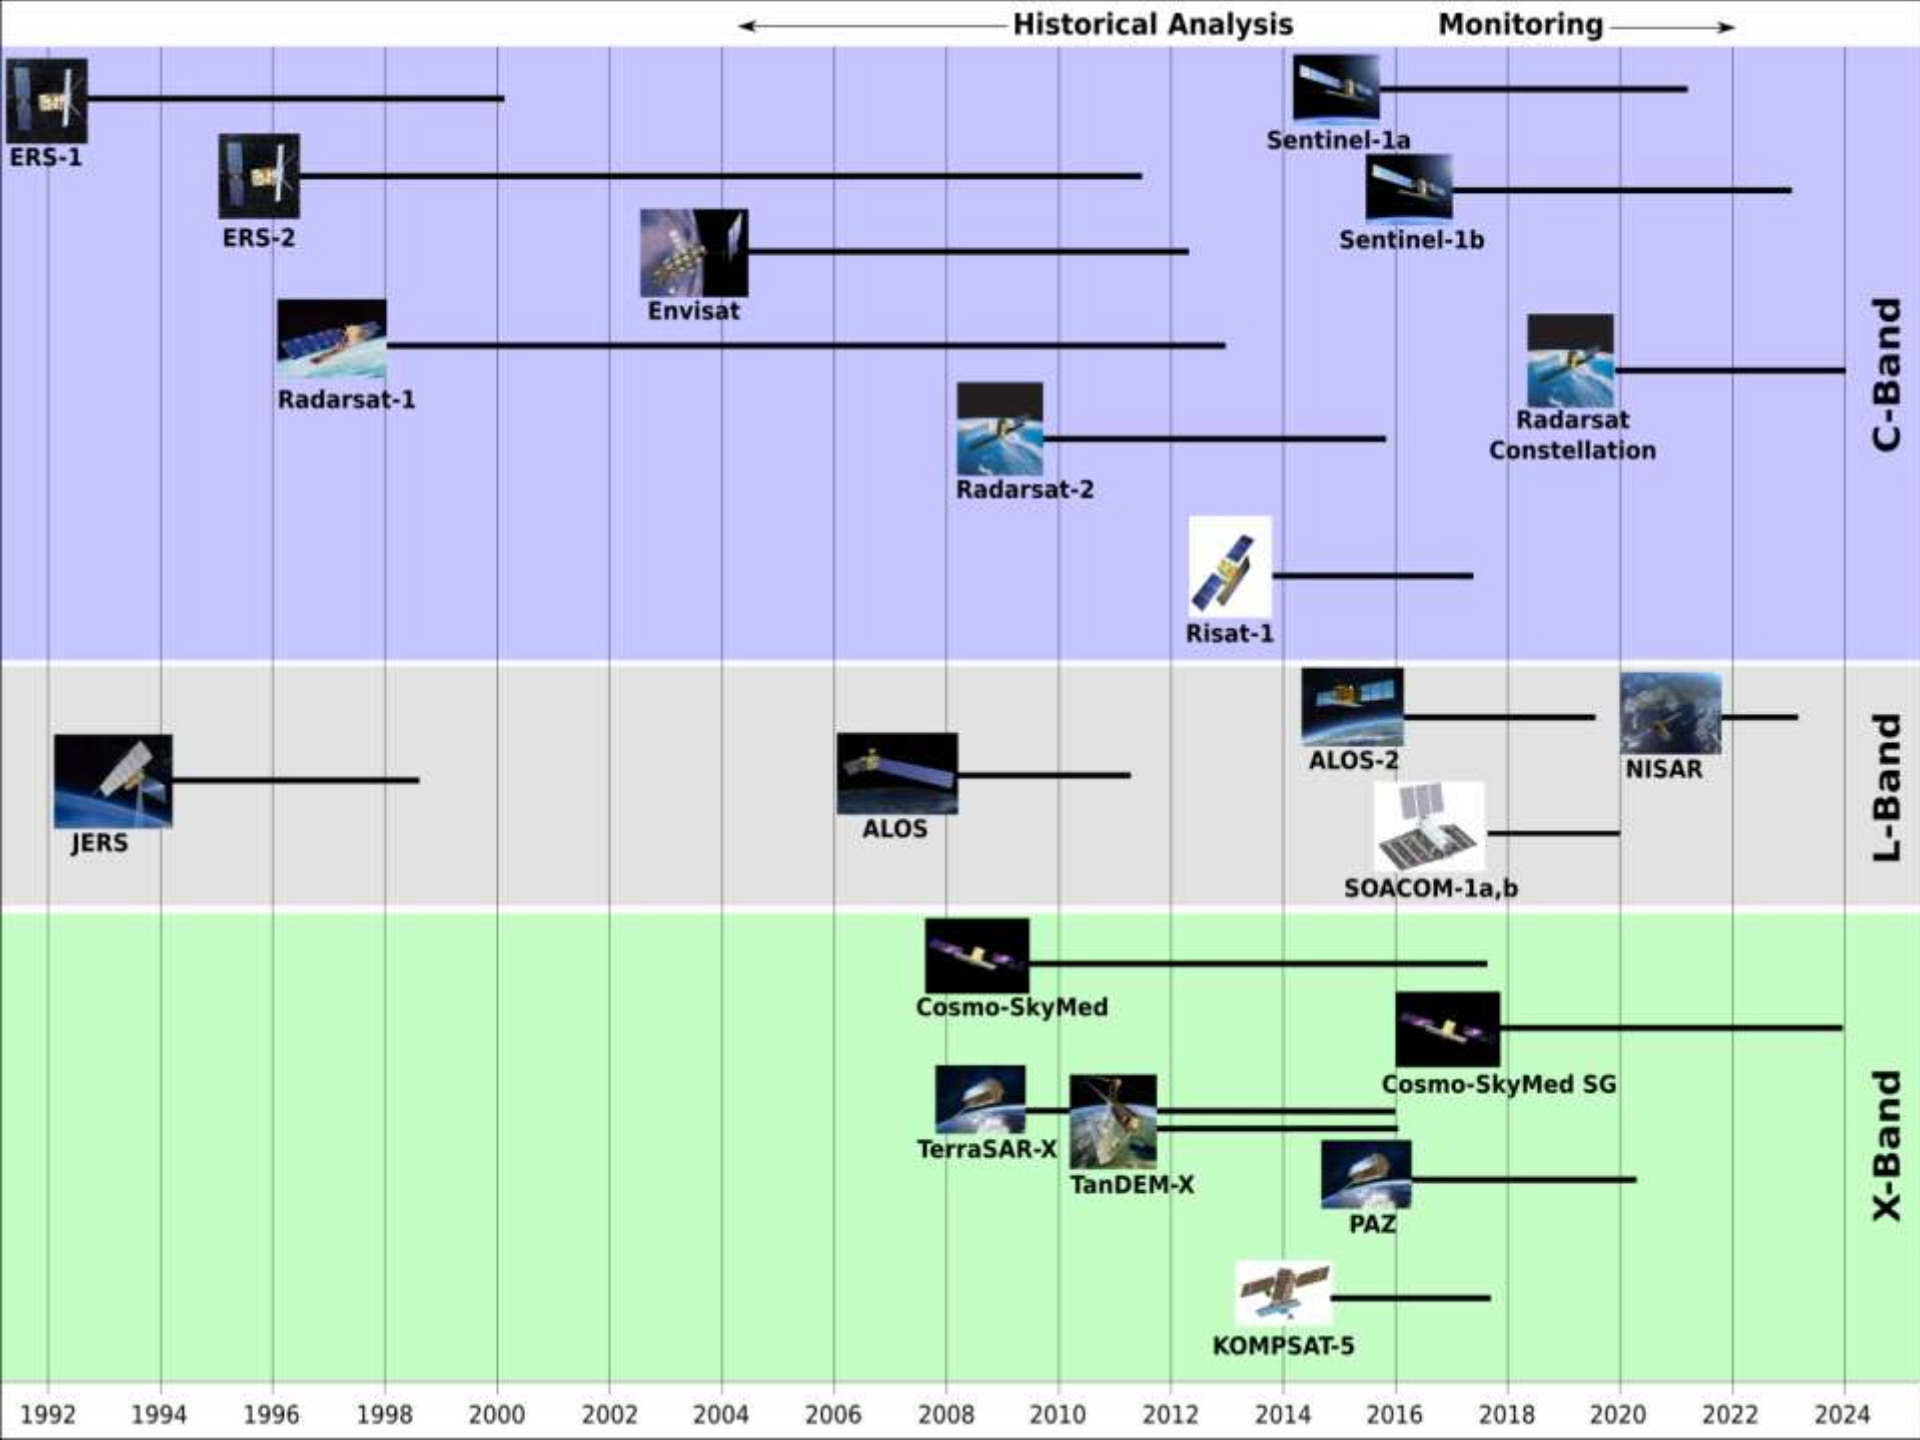 Historical Analysis
Monitoring
ERS-1
Sentinel-1a
ERS-2
Sentinel-1b
Envisat
Radarsat-1
Radarsat
Constellation
Radarsat-2
Risat-1
C-Band
ALOS-2
NISAR
JERS
ALOS
SOACOM-1a,b
L-Band
Cosmo-SkyMed
Cosmo-SkyMed SG
TerraSAR-X
TanDEM-X
PAZ
KOMPSAT-5
X-Band
1992 1994 1996 1998 2000 2002 2004 2006 2008 2010 2012 2014 2016 2018 2020 2022 2024